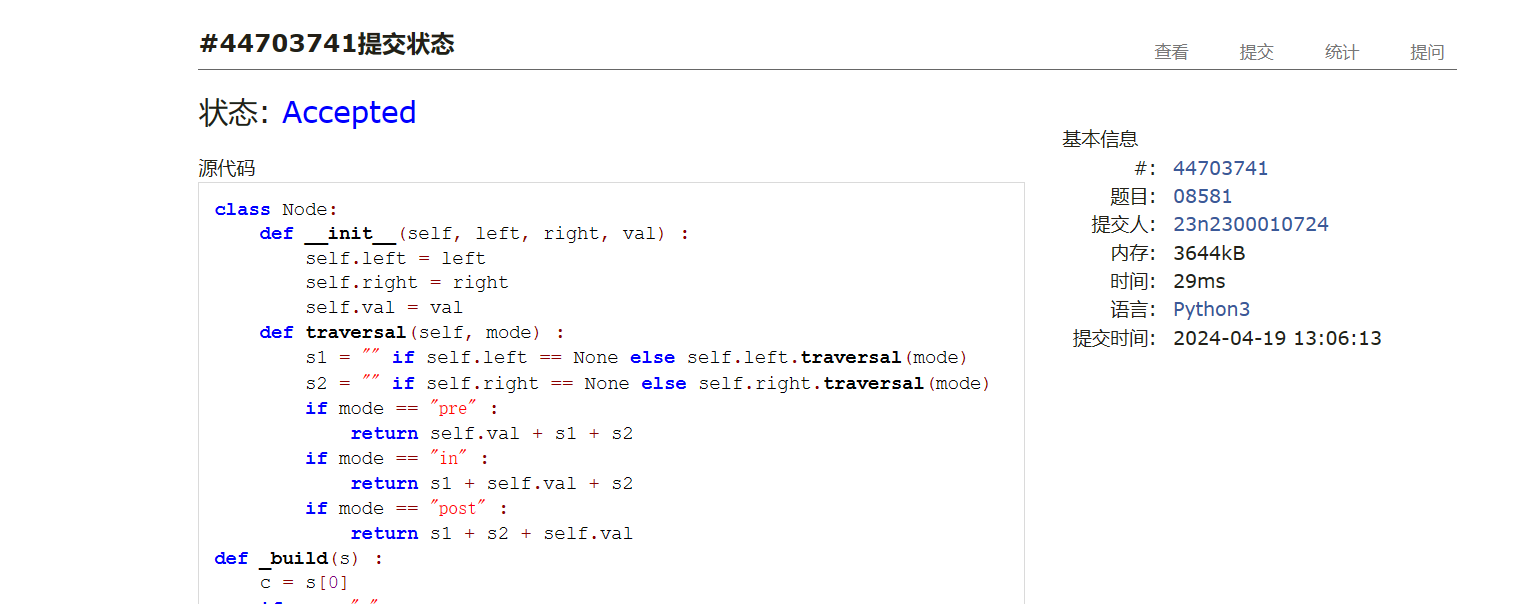 #44703741提交状态
查看 提交 统计 提问
状态: Accepted
源代码
class Node:
    def __init__(self, left, right, val) :
        self.left = left
        self.right = right
        self.val = val
    def traversal(self, mode) :
        s1 = "" if self.left == None else self.left.traversal(mode)
        s2 = "" if self.right == None else self.right.traversal(mode)
        if mode == "pre" :
            return self.val + s1 + s2
        if mode == "in" :
            return s1 + self.val + s2
        if mode == "post" :
            return s1 + s2 + self.val
def _build(s) :
    c = s[0]
基本信息
#: 44703741
题目: 08581
提交人: 23n2300010724
内存: 3644kB
时间: 29ms
语言: Python3
提交时间: 2024-04-19 13:06:13